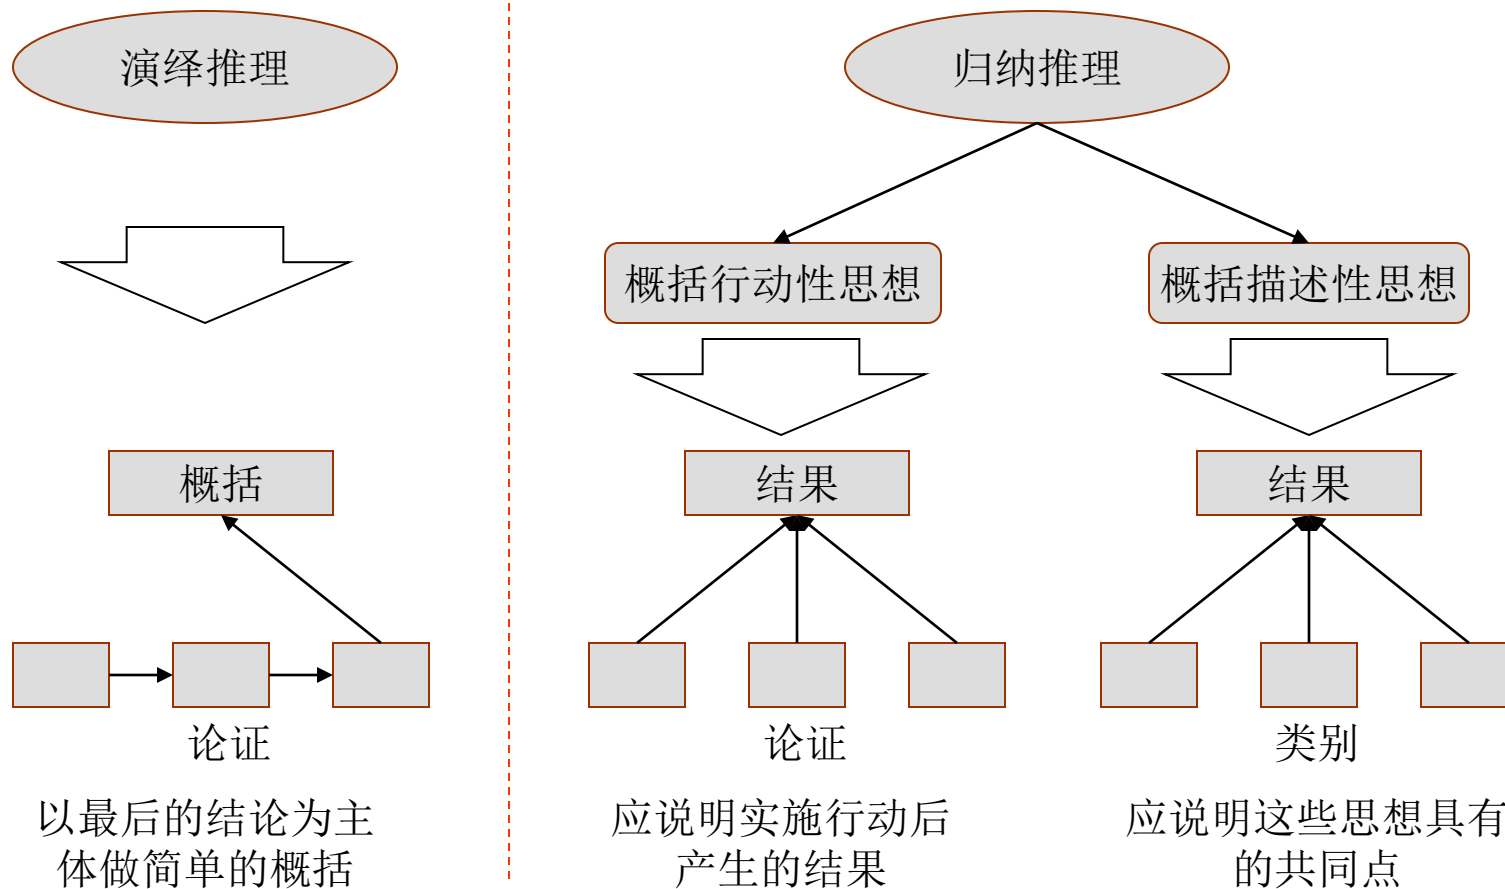 演绎推理
归纳推理
概括行动性思想
概括描述性思想
概括
结果
结果
论证
论证
类别
以最后的结论为主
体做简单的概括
应说明实施行动后
产生的结果
应说明这些思想具有
的共同点